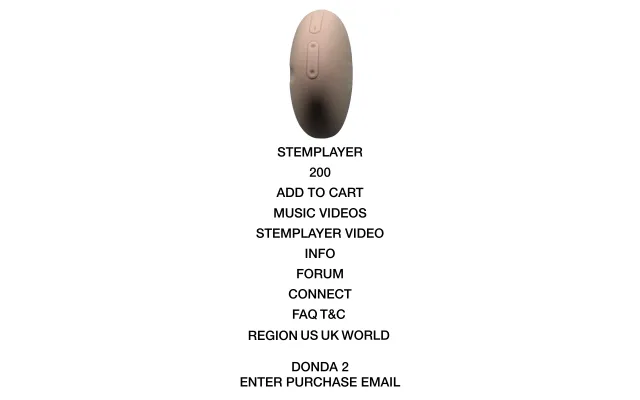 STEMPLAYER
200
ADD TO CART
MUSIC VIDEOS
STEMPLAYER VIDEO
INFO
FORUM
CONNECT
FAQ T&C
REGION US UK WORLD
DONDA 2
ENTER PURCHASE EMAIL